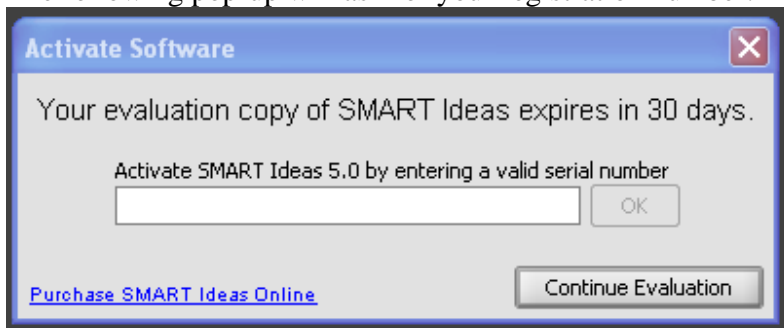 Activate Software
Your evaluation copy of SMART Ideas expires in 30 days.
Activate SMART Ideas 5.0 by entering a valid serial number
OK
Purchase SMART Ideas Online
Continue Evaluation